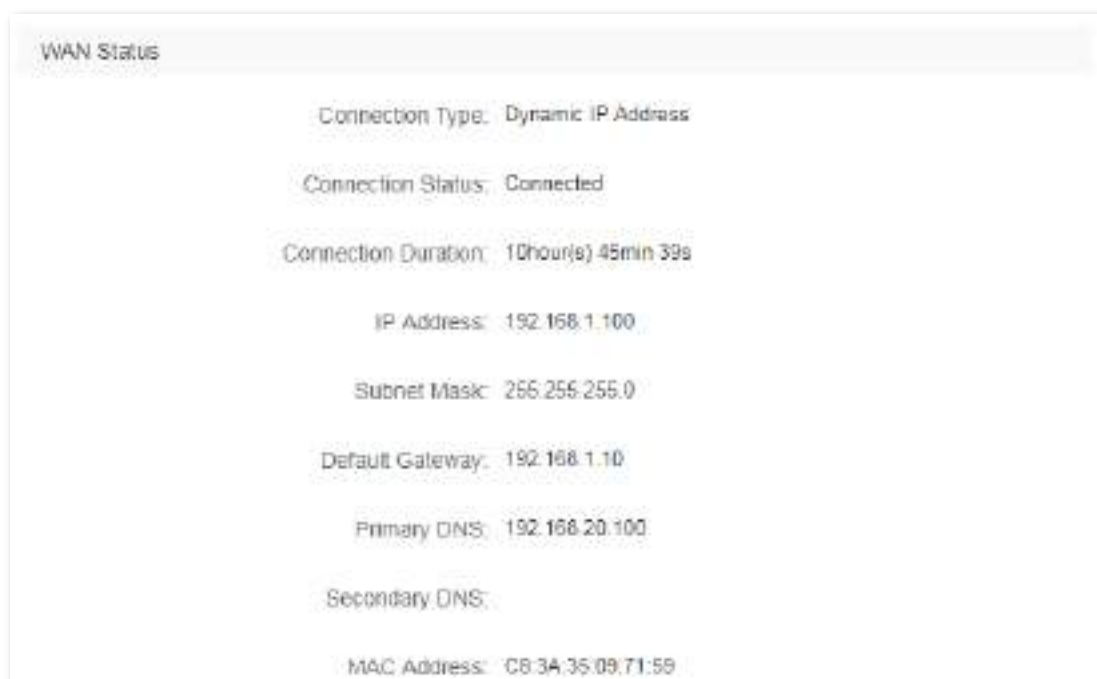 WAN Status
Connection Type: Dynamic IP Address
Connection Status: Connected
Connection Duration: 10hour(s) 45min 39s
IP Address: 192.168.1.100
Subnet Mask: 255.255.255.0
Default Gateway: 192.168.1.10
Primary DNS: 192.168.20.100
Secondary DNS:
MAC Address: C8:3A:35:09:71:59